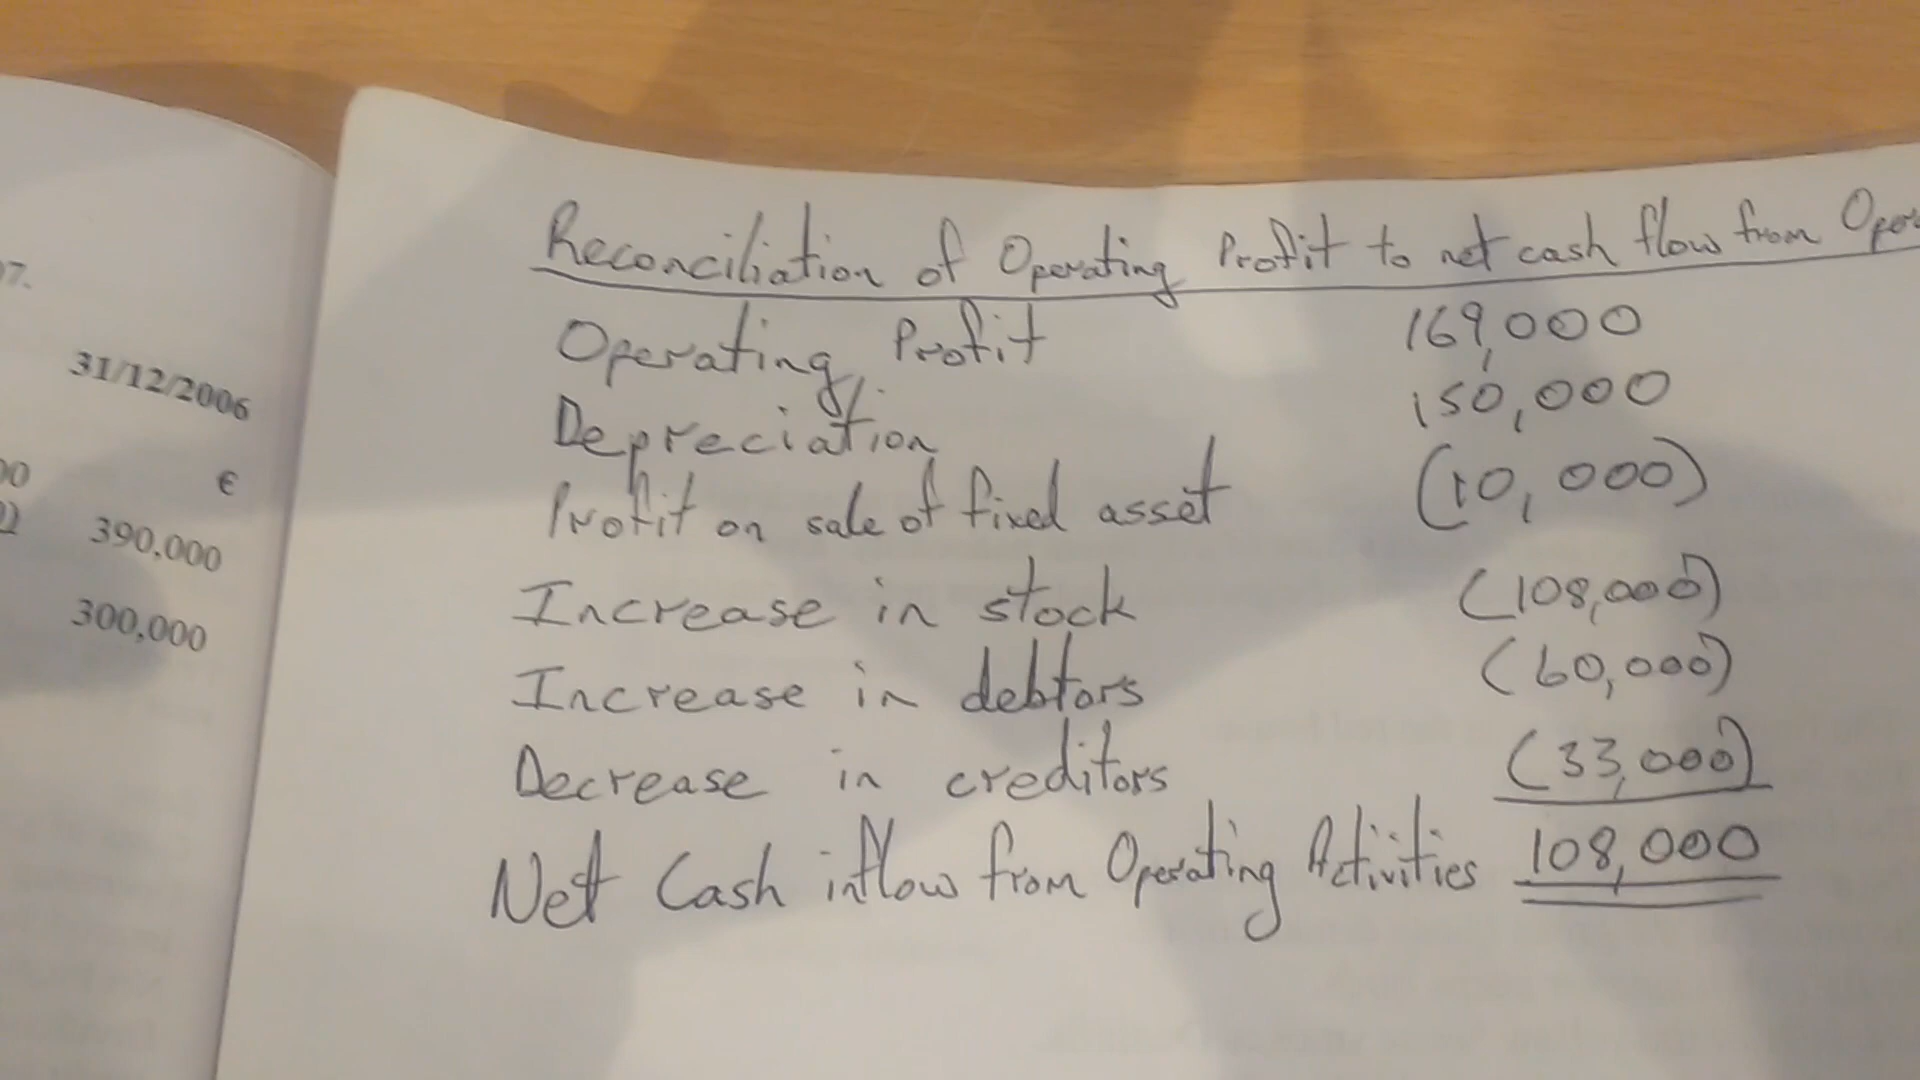 07.
31/12/2006
€
390,000
300,000
Reconciliation of Operating Profit to net cash flow from
Operating Profit 169,000
Depreciation 150,000
Profit on sale of fixed asset (10,000)
Increase in stock (108,000)
Increase in debtors (60,000)
Decrease in creditors (33,000)
Net Cash inflow from Operating Activities 108,000